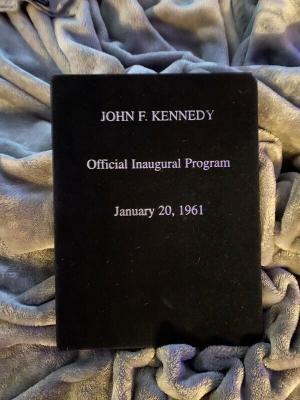 JOHN F. KENNEDY
Official Inaugural Program
January 20, 1961